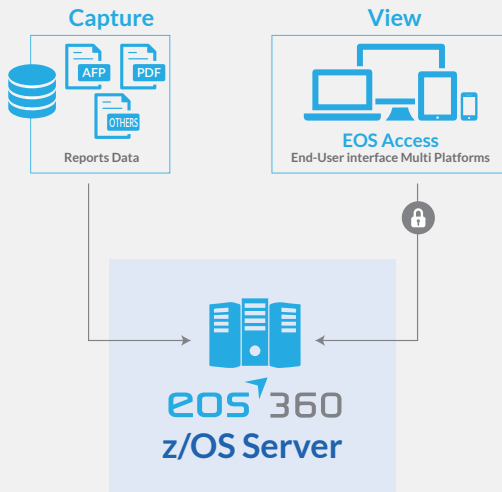 Capture
AFP
PDF
OTHERS
Reports Data
View
EOS Access
End-User interface Multi Platforms
eos 360
z/OS Server